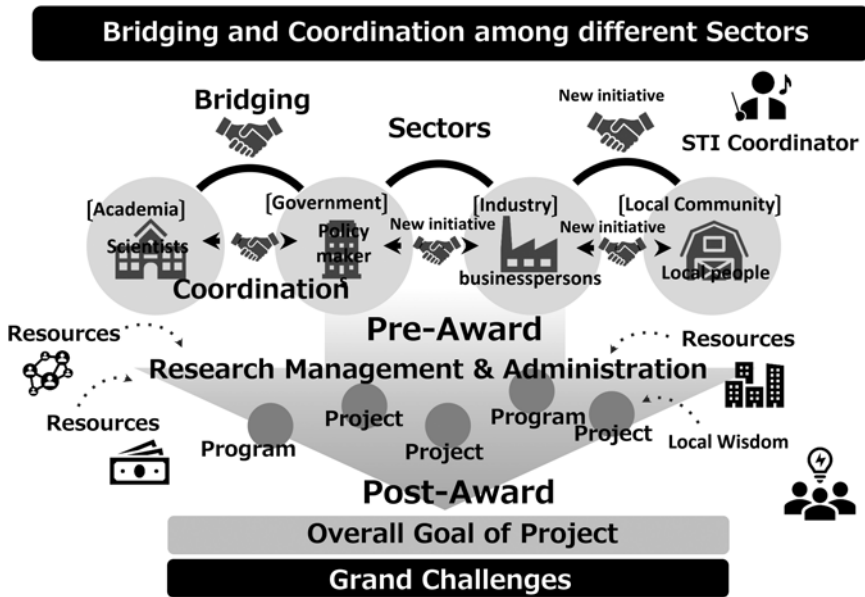 Bridging and Coordination among different Sectors
Bridging
Sectors
New initiative
STI Coordinator
[Academia]
Scientists
[Government]
Policy
maker
s
New initiative
[Industry]
businesspersons
New initiative
[Local Community]
Local people
Coordination
Pre-Award
Resources
Resources
Research Management & Administration
Resources
Program
Project
Project
Program
Project
Local Wisdom
Post-Award
Overall Goal of Project
Grand Challenges